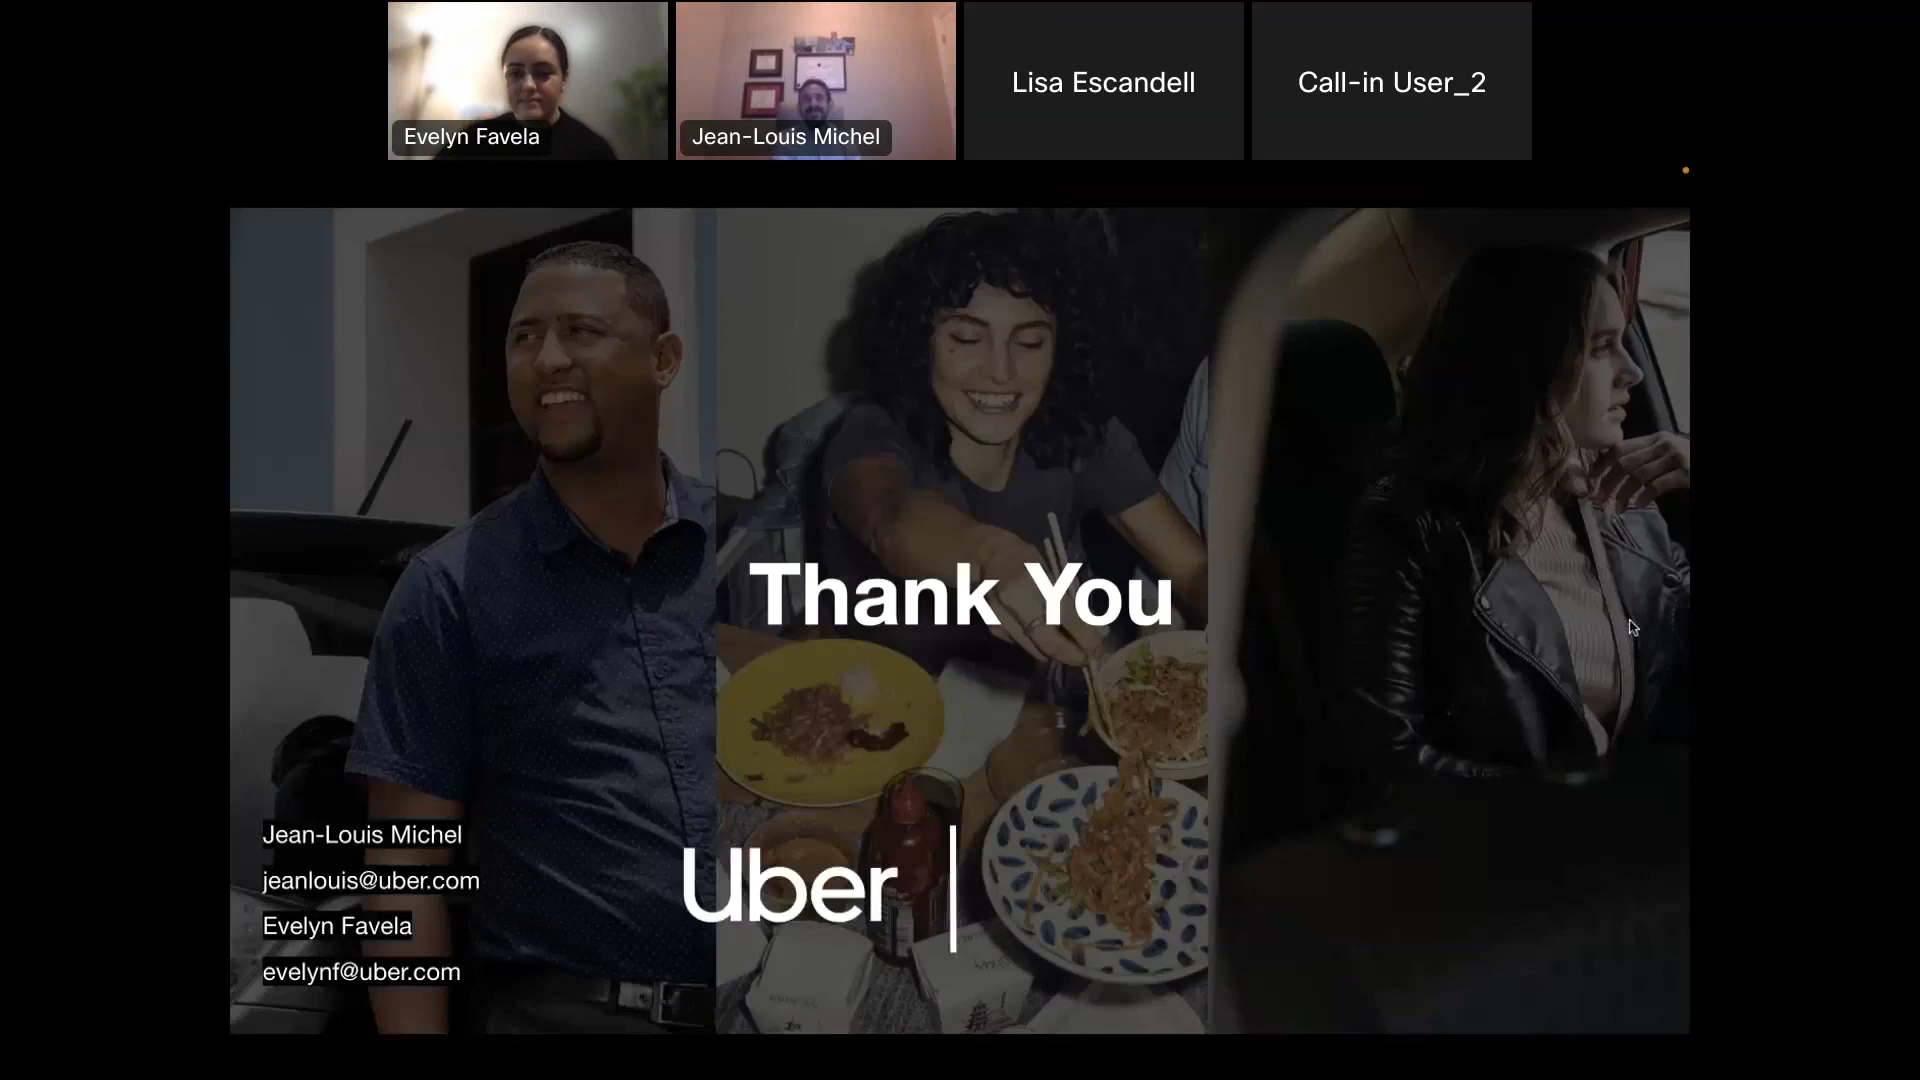 Evelyn Favela
Jean-Louis Michel
Lisa Escandell
Call-in User_2
Thank You
Jean-Louis Michel
jeanlouis@uber.com
Evelyn Favela
evelynf@uber.com
Uber